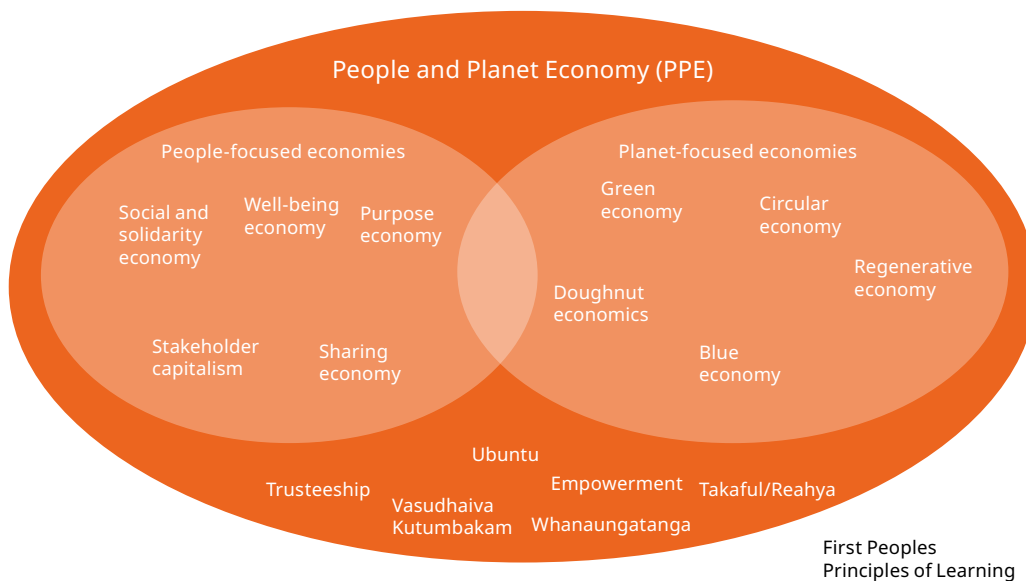 People and Planet Economy (PPE)
People-focused economies
Social and
solidarity
economy
Well-being
economy
Purpose
economy
Stakeholder
capitalism
Sharing
economy
Planet-focused economies
Green
economy
Circular
economy
Regenerative
economy
Doughnut
economics
Blue
economy
Ubuntu
Trusteeship
Vasudhaiva
Kutumbakam
Empowerment
Whanaungatanga
Takaful/Reahya
First Peoples
Principles of Learning